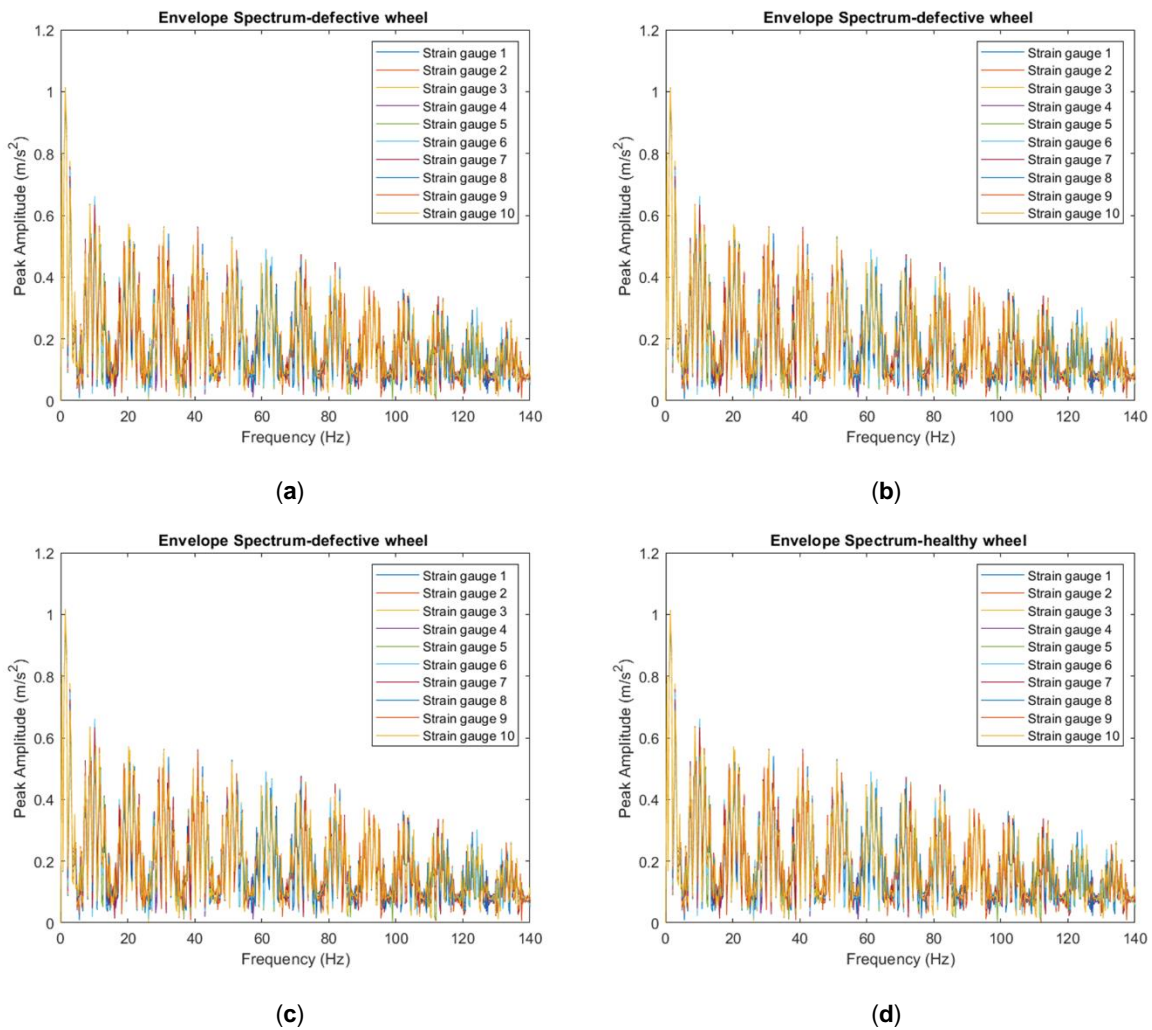 Envelope Spectrum-defective wheel
1.2
1
0.8
0.6
0.4
0.2
0
Peak Amplitude (m/s²)
Strain gauge 1
Strain gauge 2
Strain gauge 3
Strain gauge 4
Strain gauge 5
Strain gauge 6
Strain gauge 7
Strain gauge 8
Strain gauge 9
Strain gauge 10
0 20 40 60 80 100 120 140
Frequency (Hz)
(a)
Envelope Spectrum-defective wheel
1.2
1
0.8
0.6
0.4
0.2
0
Peak Amplitude (m/s²)
Strain gauge 1
Strain gauge 2
Strain gauge 3
Strain gauge 4
Strain gauge 5
Strain gauge 6
Strain gauge 7
Strain gauge 8
Strain gauge 9
Strain gauge 10
0 20 40 60 80 100 120 140
Frequency (Hz)
(b)
Envelope Spectrum-defective wheel
1.2
1
0.8
0.6
0.4
0.2
0
Peak Amplitude (m/s²)
Strain gauge 1
Strain gauge 2
Strain gauge 3
Strain gauge 4
Strain gauge 5
Strain gauge 6
Strain gauge 7
Strain gauge 8
Strain gauge 9
Strain gauge 10
0 20 40 60 80 100 120 140
Frequency (Hz)
(c)
Envelope Spectrum-healthy wheel
1.2
1
0.8
0.6
0.4
0.2
0
Peak Amplitude (m/s²)
Strain gauge 1
Strain gauge 2
Strain gauge 3
Strain gauge 4
Strain gauge 5
Strain gauge 6
Strain gauge 7
Strain gauge 8
Strain gauge 9
Strain gauge 10
0 20 40 60 80 100 120 140
Frequency (Hz)
(d)